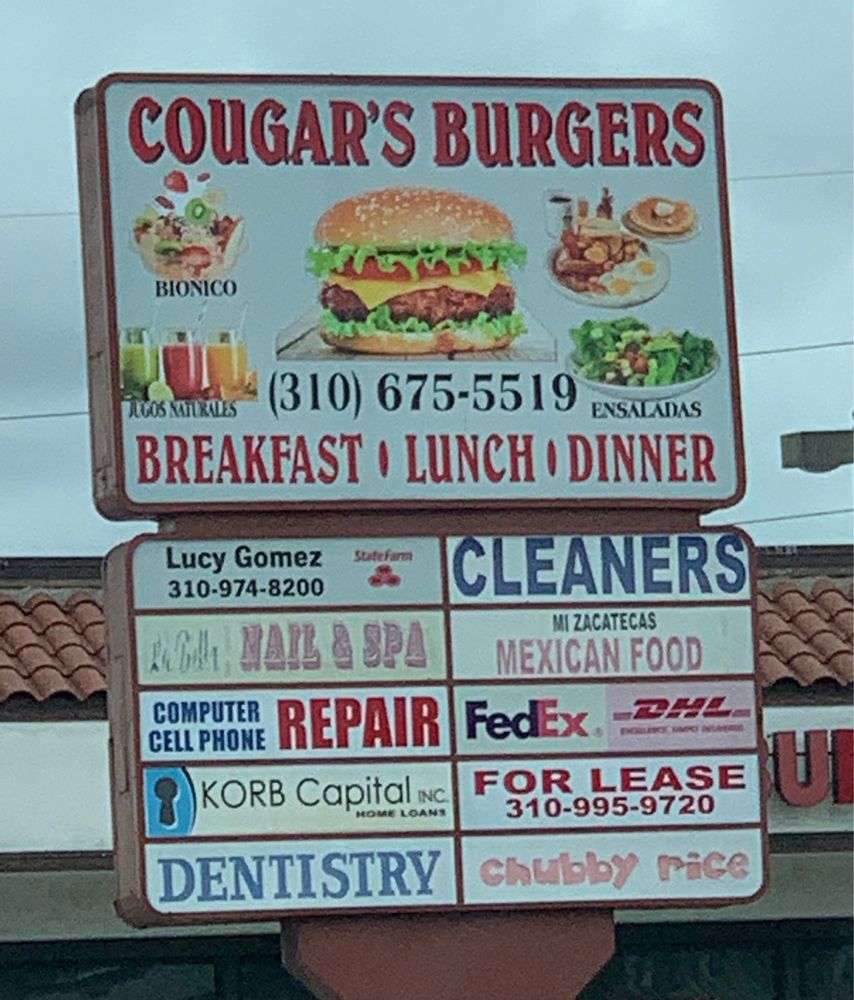 COUGAR'S BURGERS
BIONICO
JUGOS NATURALES
(310) 675-5519
ENSALADAS
BREAKFAST LUNCH DINNER
Lucy Gomez
310-974-8200
StateFarm
CLEANERS
La Bella NAIL & SPA
MI ZACATECAS
MEXICAN FOOD
COMPUTER
CELL PHONE
REPAIR
FedEx
DHL
KORB Capital INC.
HOME LOANS
FOR LEASE
310-995-9720
DENTISTRY
chubby rice